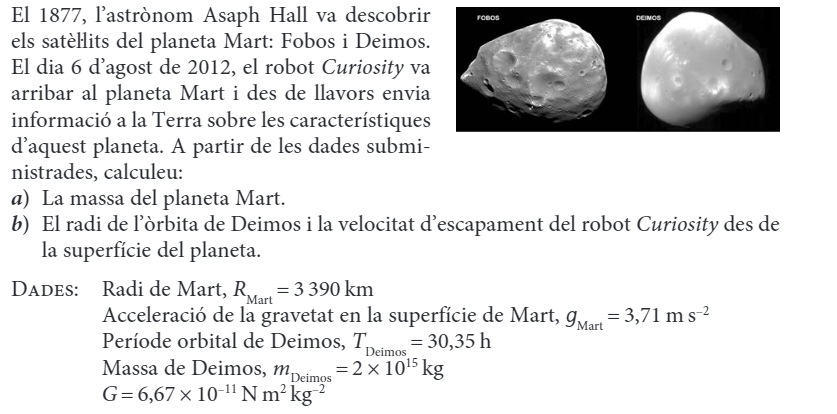 El 1877, l’astrònom Asaph Hall va descobrir
els satèl·lits del planeta Mart: Fobos i Deimos.
El dia 6 d’agost de 2012, el robot Curiosity va
arribar al planeta Mart i des de llavors envia
informació a la Terra sobre les característiques
d’aquest planeta. A partir de les dades submi-
nistrades, calculeu:
a) La massa del planeta Mart.
b) El radi de l’òrbita de Deimos i la velocitat d’escapament del robot Curiosity des de
la superfície del planeta.
FOBOS
DEIMOS
DADES: Radi de Mart, R_Mart = 3 390 km
Acceleració de la gravetat en la superfície de Mart, g_Mart = 3,71 m s⁻²
Període orbital de Deimos, T_Deimos = 30,35 h
Massa de Deimos, m_Deimos = 2 × 10¹⁵ kg
G = 6,67 × 10⁻¹¹ N m² kg⁻²